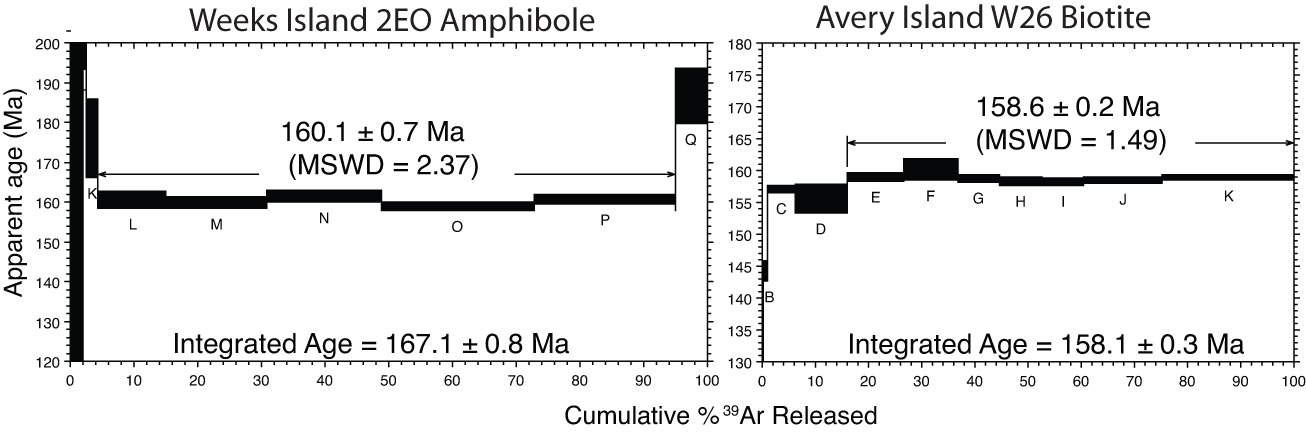 Weeks Island 2EO Amphibole
Apparent age (Ma)
200
190
180
170
160
150
140
130
120
160.1 ± 0.7 Ma
(MSWD = 2.37)
K
L
M
N
O
P
Q
Integrated Age = 167.1 ± 0.8 Ma
0 10 20 30 40 50 60 70 80 90 100
Avery Island W26 Biotite
180
175
170
165
160
155
150
145
140
135
130
158.6 ± 0.2 Ma
(MSWD = 1.49)
B
C
D
E
F
G
H
I
J
K
Integrated Age = 158.1 ± 0.3 Ma
0 10 20 30 40 50 60 70 80 90 100
Cumulative % ³⁹Ar Released